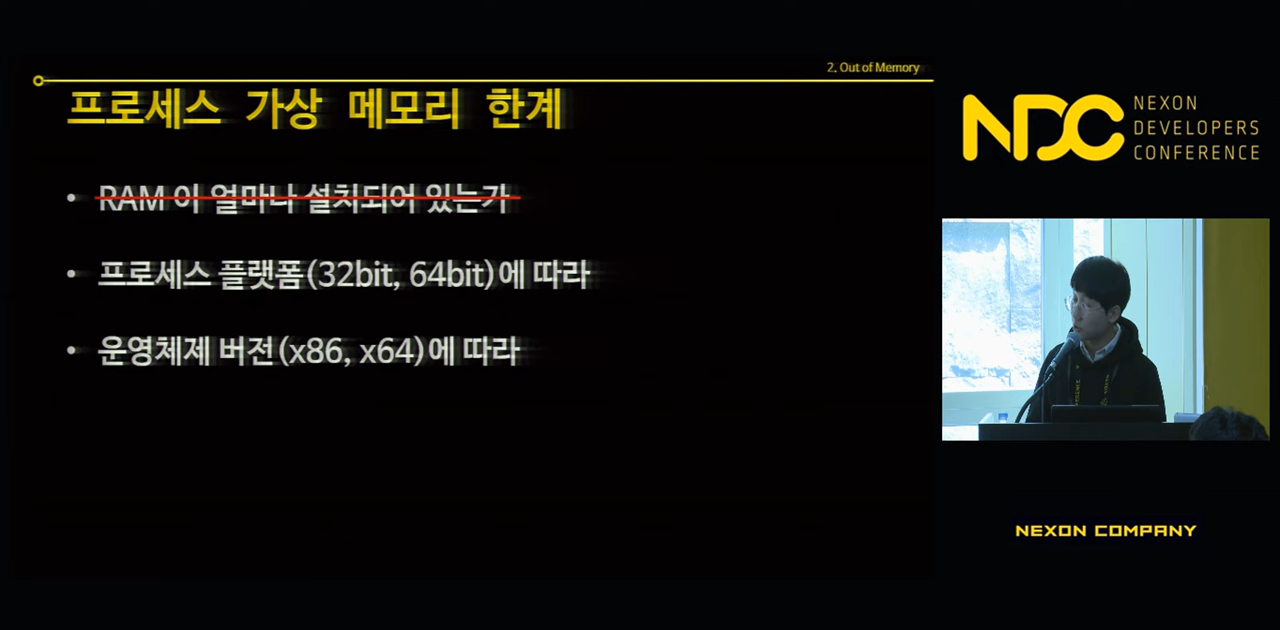 2. Out of Memory
프로세스 가상 메모리 한계
• RAM 이 얼마나 설치되어 있는가
• 프로세스 플랫폼(32bit, 64bit)에 따라
• 운영체제 버전(x86, x64)에 따라
NDC
NEXON
DEVELOPERS
CONFERENCE
NEXON COMPANY